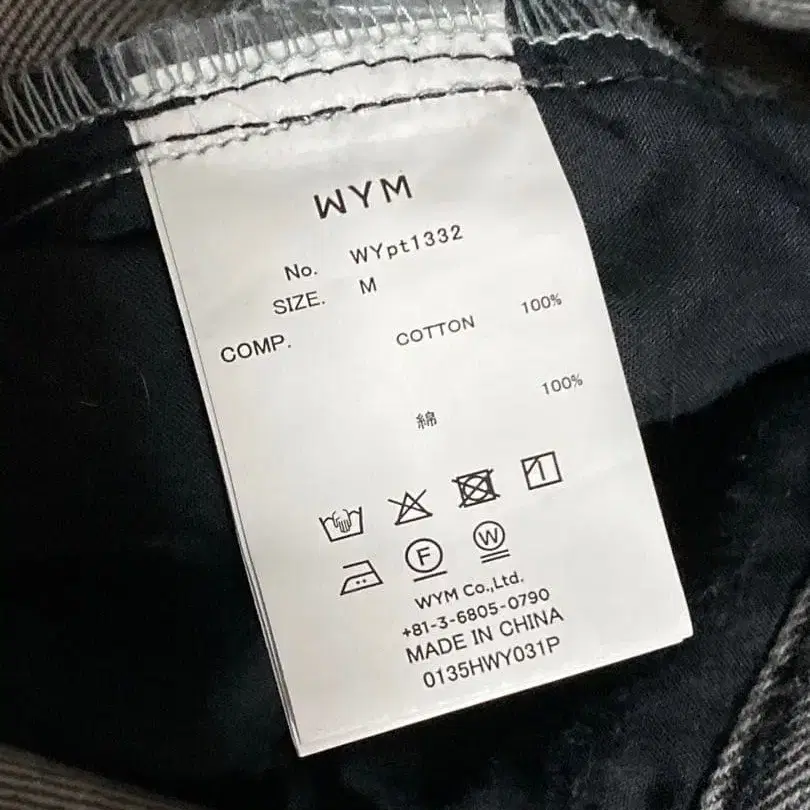 WYM
No. WYpt1332
SIZE. M
COMP. COTTON 100%
綿 100%
F W
WYM Co.,Ltd.
+81-3-6805-0790
MADE IN CHINA
0135HWY031P